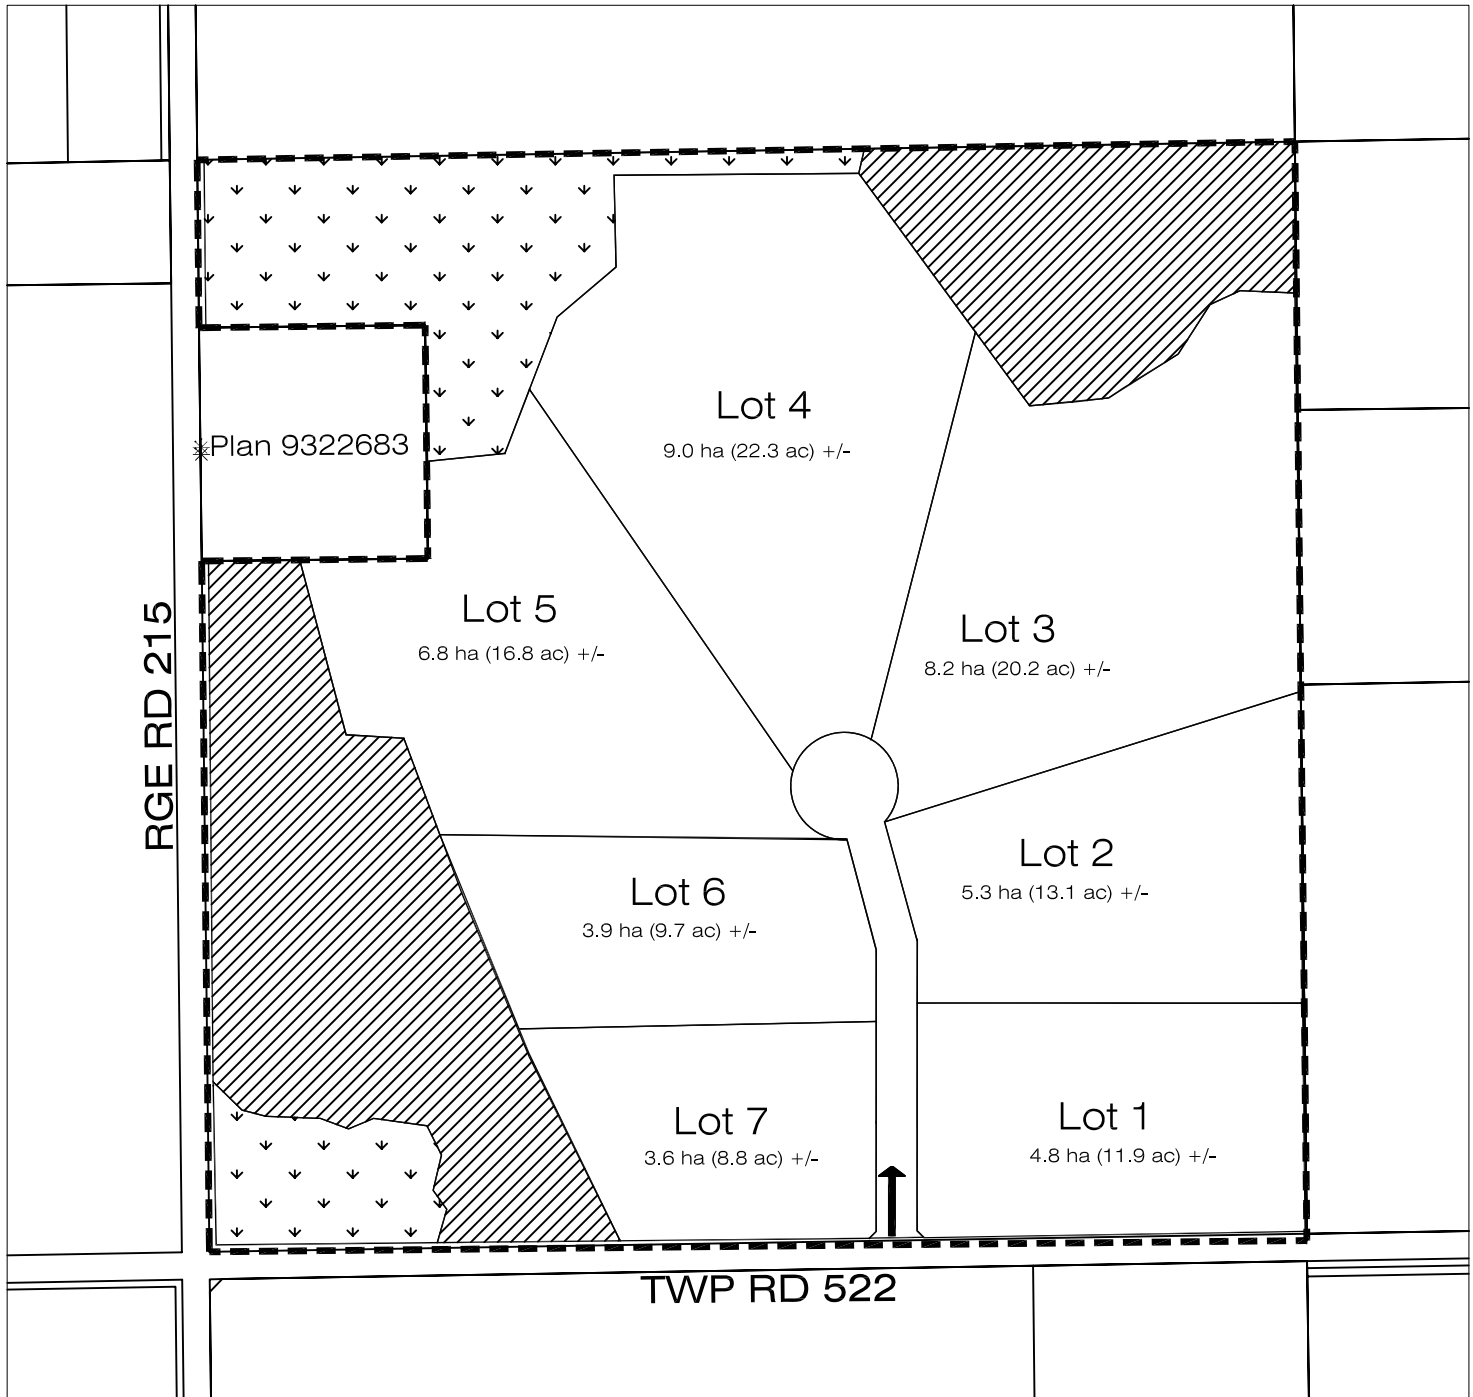 Lot 4
9.0 ha (22.3 ac) +/-
Plan 9322683
Lot 5
6.8 ha (16.8 ac) +/-
Lot 3
8.2 ha (20.2 ac) +/-
RGE RD 215
Lot 2
5.3 ha (13.1 ac) +/-
Lot 6
3.9 ha (9.7 ac) +/-
Lot 7
3.6 ha (8.8 ac) +/-
Lot 1
4.8 ha (11.9 ac) +/-
TWP RD 522